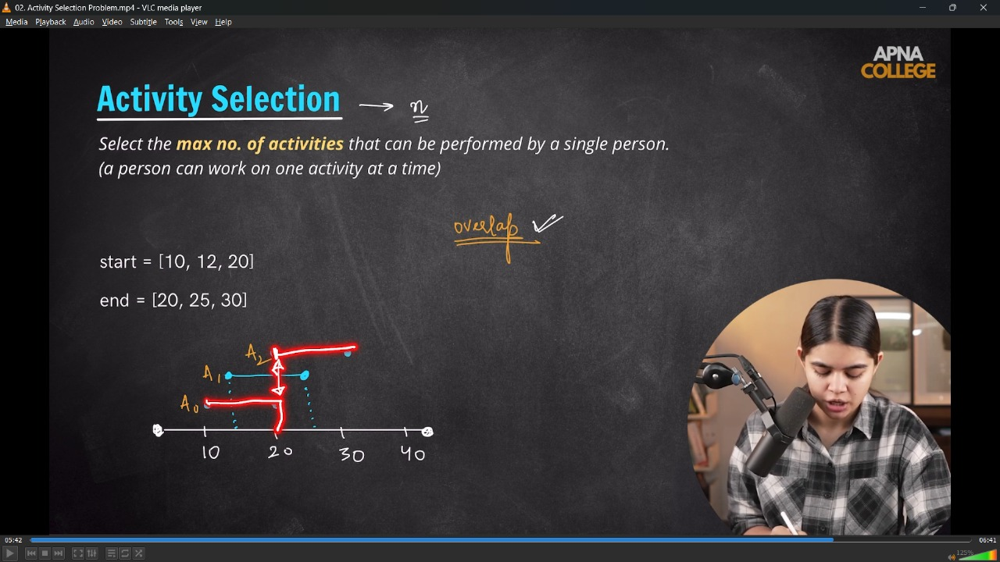 02. Activity Selection Problem.mp4 - VLC media player
Media Playback Audio Video Subtitle Tools View Help
APNA
COLLEGE
Activity Selection → n
Select the max no. of activities that can be performed by a single person.
(a person can work on one activity at a time)
overlap
start = [10, 12, 20]
end = [20, 25, 30]
A2
A1
A0
10 20 30 40
05:42 06:41
125%